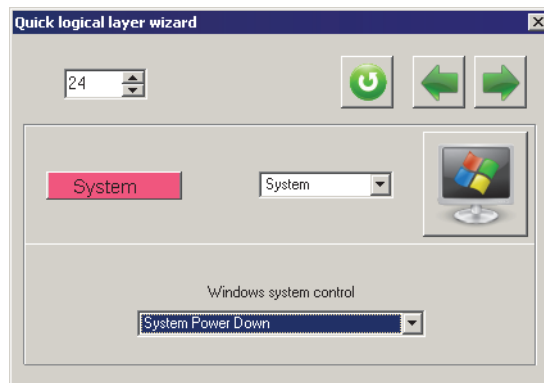 Quick logical layer wizard
24
System
System
Windows system control
System Power Down